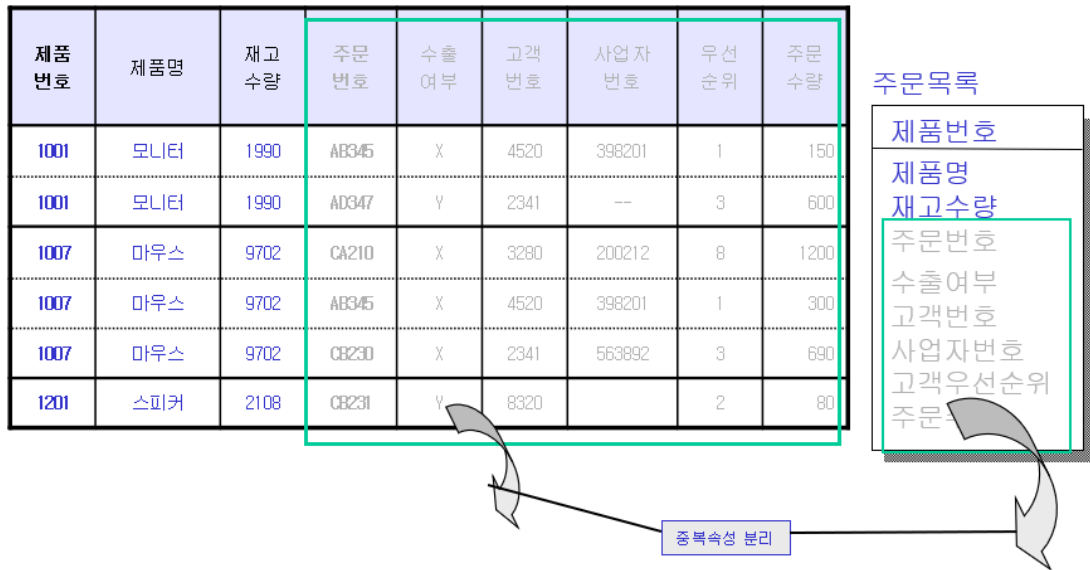 제품번호 제품명 재고수량 주문번호 수출여부 고객번호 사업자번호 우선순위 주문수량
1001 모니터 1990 AB345 X 4520 398201 1 150
1001 모니터 1990 AD347 Y 2341 -- 3 600
1007 마우스 9702 CA210 X 3280 200212 8 1200
1007 마우스 9702 AB345 X 4520 398201 1 300
1007 마우스 9702 CB230 X 2341 563892 3 690
1201 스피커 2108 CB231 Y 8320 2 80
주문목록
제품번호
제품명
재고수량
주문번호
수출여부
고객번호
사업자번호
고객우선순위
중복속성 분리